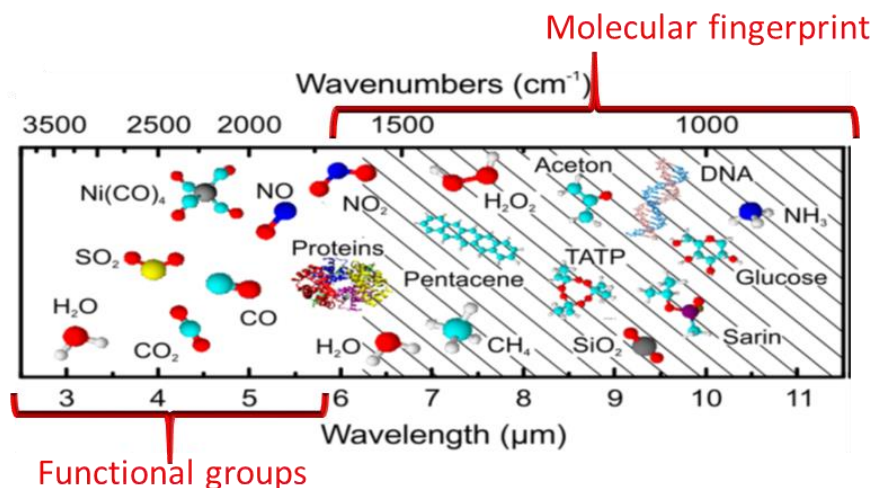 Molecular fingerprint
Wavenumbers (cm⁻¹)
3500 2500 2000 1500 1000
Ni(CO)₄ NO NO₂ H₂O₂ Aceton DNA NH₃
SO₂ Proteins Pentacene TATP Glucose
H₂O CO₂ CO H₂O CH₄ SiO₂ Sarin
3 4 5 6 7 8 9 10 11
Wavelength (µm)
Functional groups